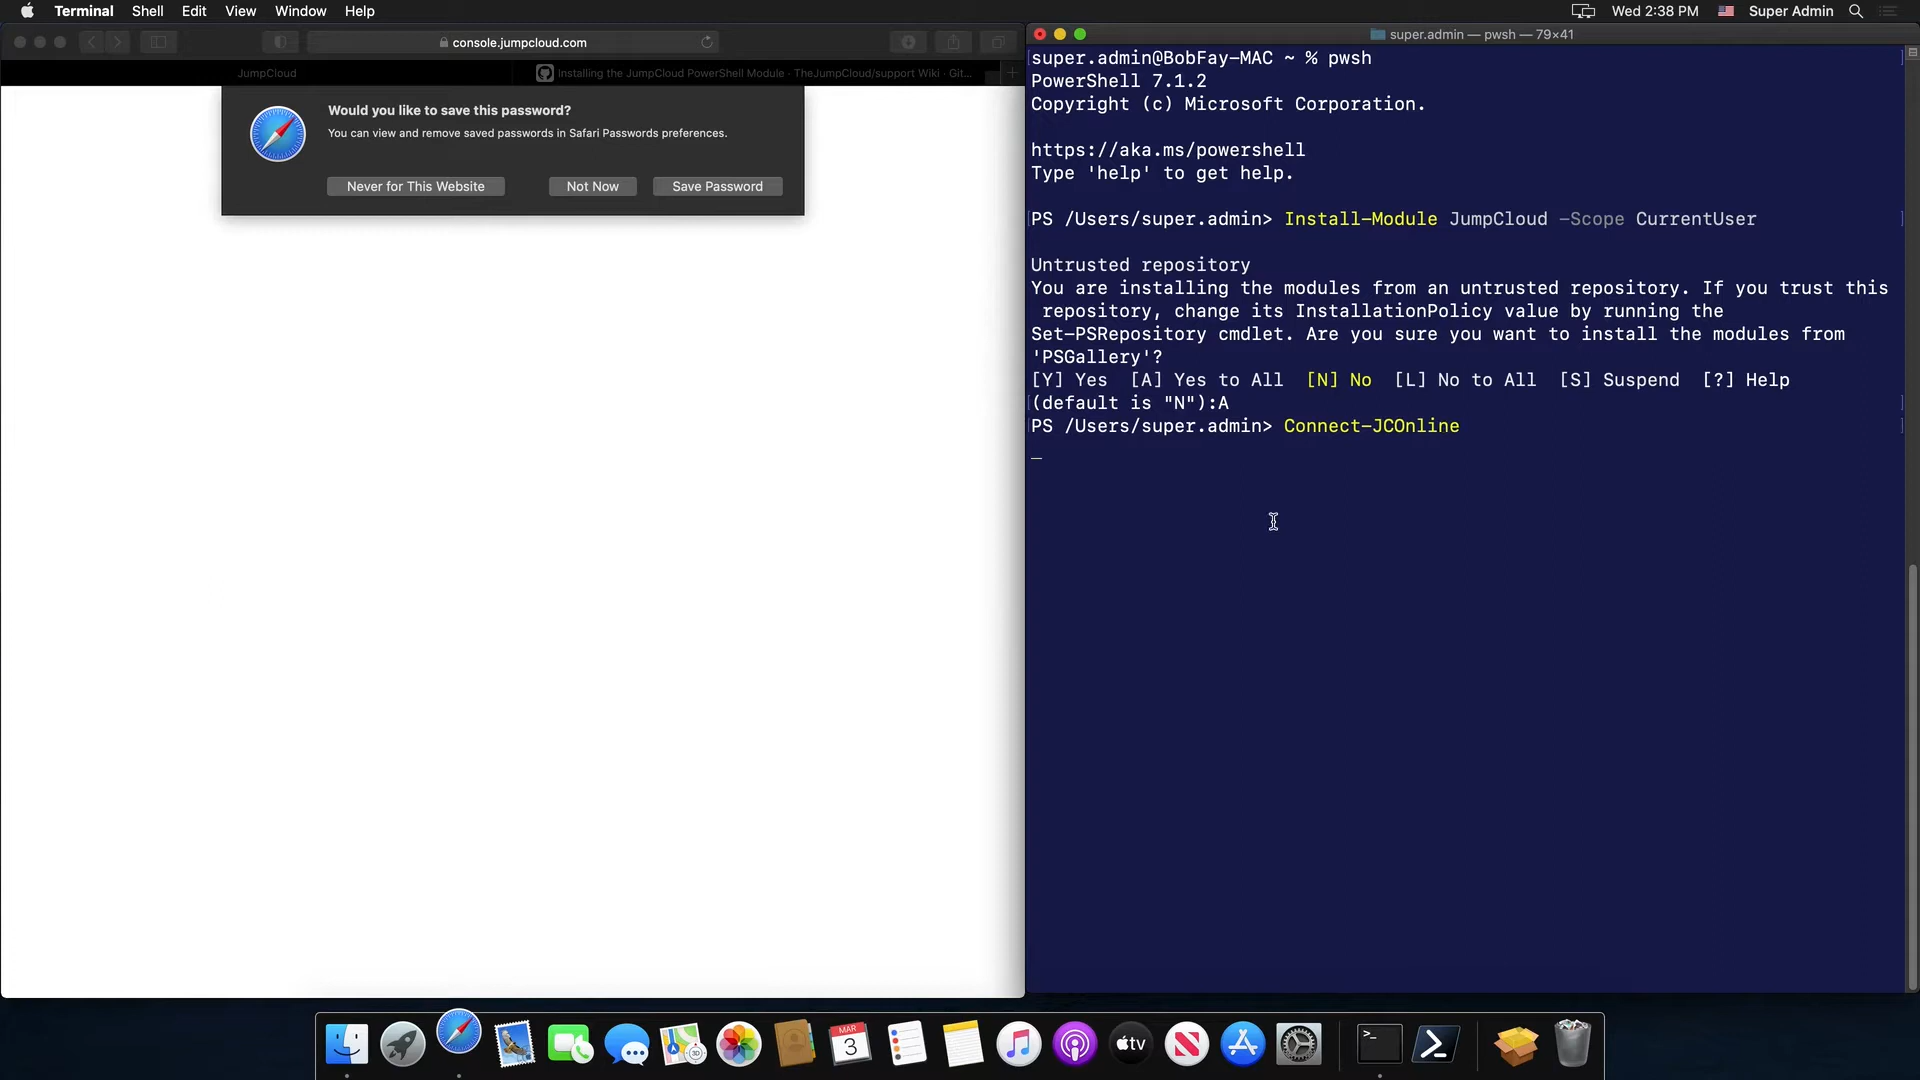 Terminal Shell Edit View Window Help
Wed 2:38 PM Super Admin
console.jumpcloud.com
JumpCloud
Installing the JumpCloud PowerShell Module · TheJumpCloud/support Wiki · Git...
Would you like to save this password?
You can view and remove saved passwords in Safari Passwords preferences.
Never for This Website
Not Now
Save Password
super.admin — pwsh — 79×41
super.admin@BobFay-MAC ~ % pwsh
PowerShell 7.1.2
Copyright (c) Microsoft Corporation.
https://aka.ms/powershell
Type 'help' to get help.
PS /Users/super.admin> Install-Module JumpCloud -Scope CurrentUser
Untrusted repository
You are installing the modules from an untrusted repository. If you trust this
repository, change its InstallationPolicy value by running the
Set-PSRepository cmdlet. Are you sure you want to install the modules from
'PSGallery'?
[Y] Yes [A] Yes to All [N] No [L] No to All [S] Suspend [?] Help
(default is "N"):A
PS /Users/super.admin> Connect-JCOnline
_
3D
MAR
3
tv
>_